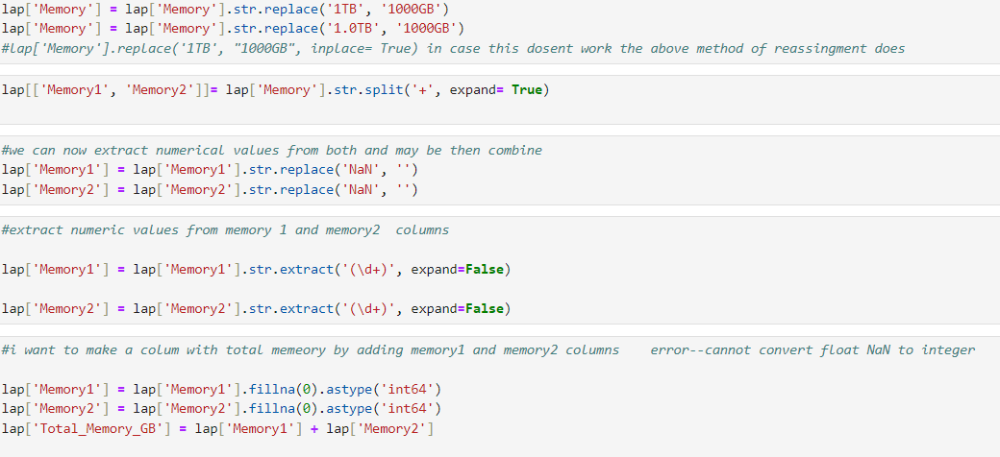 lap['Memory'] = lap['Memory'].str.replace('1TB', '1000GB')
lap['Memory'] = lap['Memory'].str.replace('1.0TB', '1000GB')
#lap['Memory'].replace('1TB', "1000GB", inplace= True) in case this dosent work the above method of reassingment does
lap[['Memory1', 'Memory2']]= lap['Memory'].str.split('+', expand= True)
#we can now extract numerical values from both and may be then combine
lap['Memory1'] = lap['Memory1'].str.replace('NaN', '')
lap['Memory2'] = lap['Memory2'].str.replace('NaN', '')
#extract numeric values from memory 1 and memory2  columns
lap['Memory1'] = lap['Memory1'].str.extract('(\d+)', expand=False)
lap['Memory2'] = lap['Memory2'].str.extract('(\d+)', expand=False)
#i want to make a colum with total memeory by adding memory1 and memory2 columns    error--cannot convert float NaN to integer
lap['Memory1'] = lap['Memory1'].fillna(0).astype('int64')
lap['Memory2'] = lap['Memory2'].fillna(0).astype('int64')
lap['Total_Memory_GB'] = lap['Memory1'] + lap['Memory2']